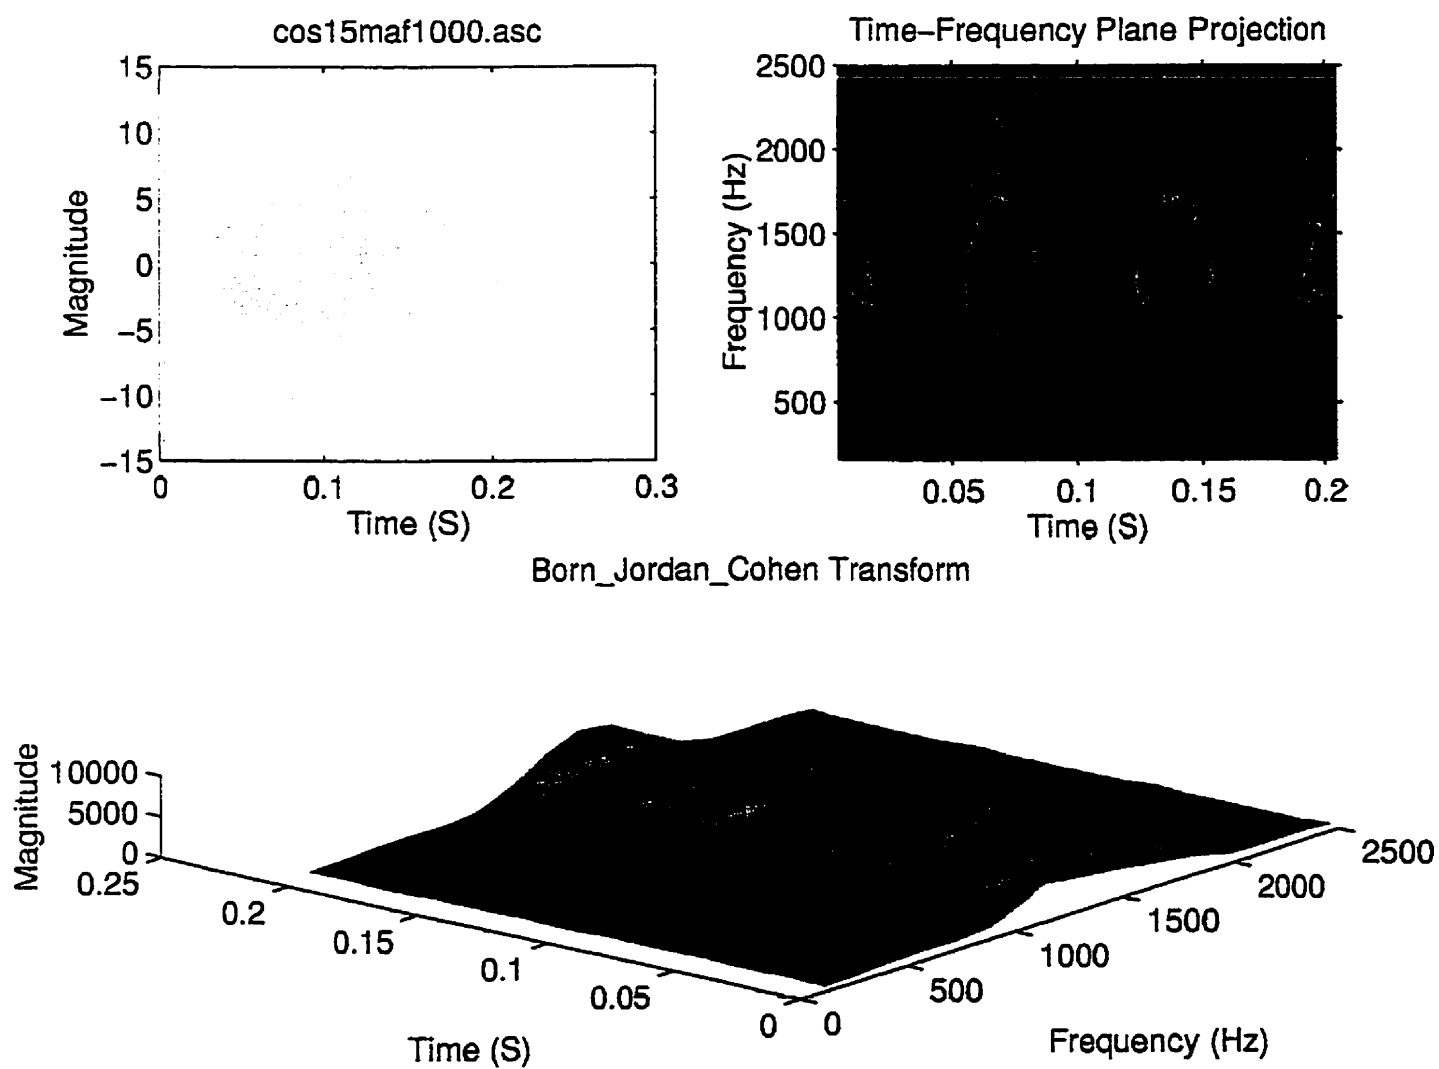 cos15maf1000.asc
15
10
5
0
−5
−10
−15
Magnitude
0 0.1 0.2 0.3
Time (S)
Time−Frequency Plane Projection
2500
2000
1500
1000
500
Frequency (Hz)
0.05 0.1 0.15 0.2
Time (S)
Born_Jordan_Cohen Transform
10000
5000
0
Magnitude
0.25
0.2
0.15
0.1
0.05
0
Time (S)
0
500
1000
1500
2000
2500
Frequency (Hz)